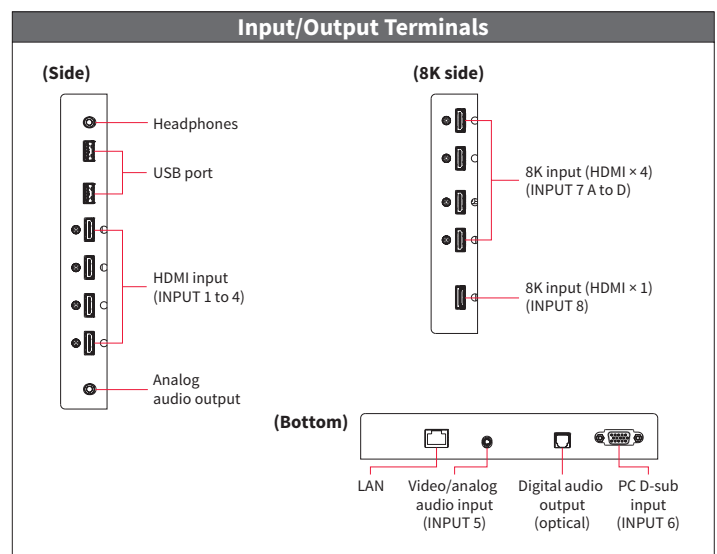 Input/Output Terminals
(Side)
Headphones
USB port
HDMI input
(INPUT 1 to 4)
Analog
audio output
(8K side)
8K input (HDMI × 4)
(INPUT 7 A to D)
8K input (HDMI × 1)
(INPUT 8)
(Bottom)
LAN
Video/analog
audio input
(INPUT 5)
Digital audio
output
(optical)
PC D-sub
input
(INPUT 6)